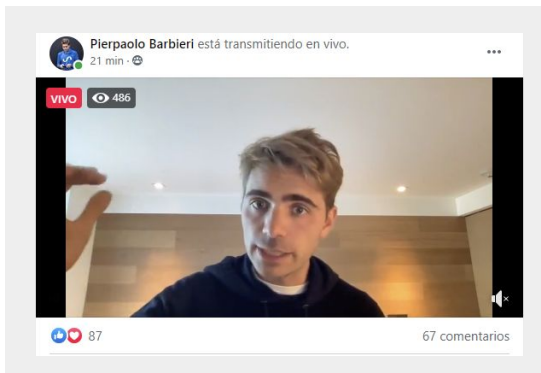 Pierpaolo Barbieri está transmitiendo en vivo.
21 min ·
VIVO 486
87 67 comentarios